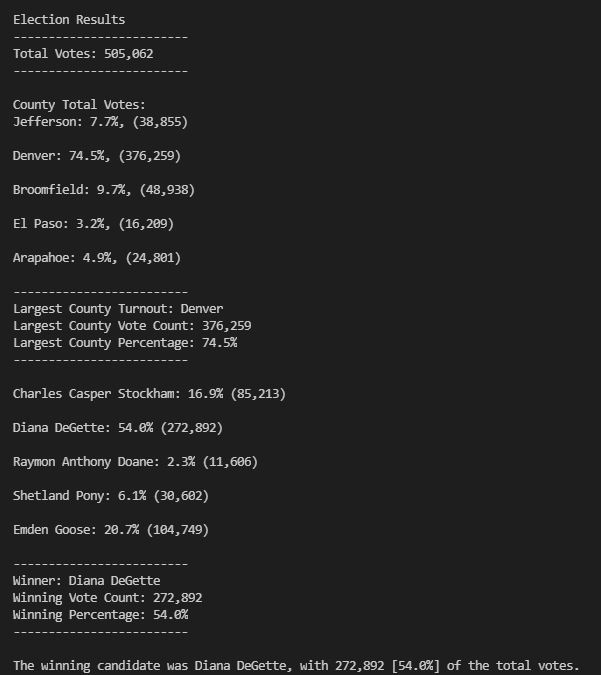 Election Results
-------------------------
Total Votes: 505,062
-------------------------
County Total Votes:
Jefferson: 7.7%, (38,855)
Denver: 74.5%, (376,259)
Broomfield: 9.7%, (48,938)
El Paso: 3.2%, (16,209)
Arapahoe: 4.9%, (24,801)
-------------------------
Largest County Turnout: Denver
Largest County Vote Count: 376,259
Largest County Percentage: 74.5%
-------------------------
Charles Casper Stockham: 16.9% (85,213)
Diana DeGette: 54.0% (272,892)
Raymon Anthony Doane: 2.3% (11,606)
Shetland Pony: 6.1% (30,602)
Emden Goose: 20.7% (104,749)
-------------------------
Winner: Diana DeGette
Winning Vote Count: 272,892
Winning Percentage: 54.0%
-------------------------
The winning candidate was Diana DeGette, with 272,892 [54.0%] of the total votes.